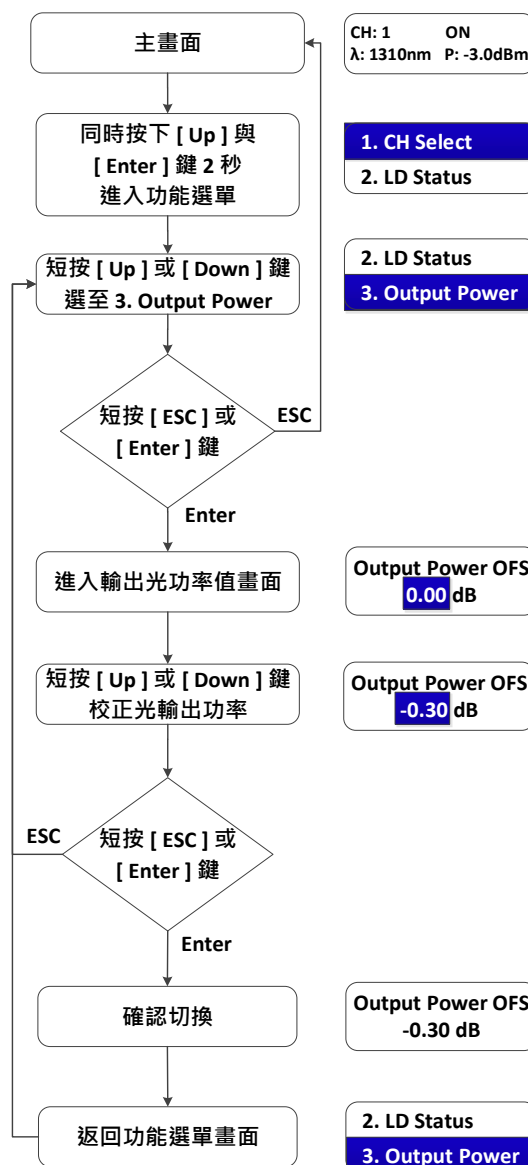 主畫面
CH: 1 ON
λ: 1310nm P: -3.0dBm
同時按下 [ Up ] 與
[ Enter ] 鍵 2 秒
進入功能選單
1. CH Select
2. LD Status
短按 [ Up ] 或 [ Down ] 鍵
選至 3. Output Power
2. LD Status
3. Output Power
短按 [ ESC ] 或
[ Enter ] 鍵
ESC
Enter
進入輸出光功率值畫面
Output Power OFS
0.00 dB
短按 [ Up ] 或 [ Down ] 鍵
校正光輸出功率
Output Power OFS
-0.30 dB
ESC
短按 [ ESC ] 或
[ Enter ] 鍵
Enter
確認切換
Output Power OFS
-0.30 dB
返回功能選單畫面
2. LD Status
3. Output Power